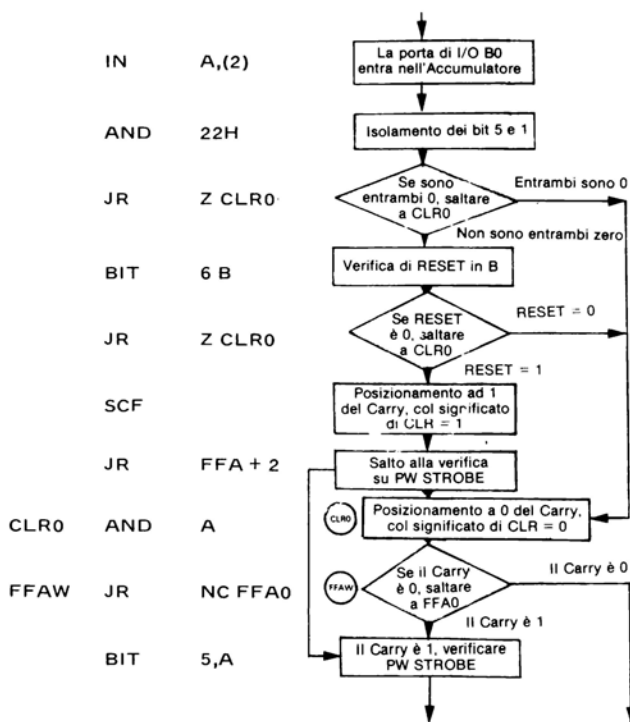 IN A,(2)
La porta di I/O B0
entra nell'Accumulatore
AND 22H
Isolamento dei bit 5 e 1
JR Z CLR0
Se sono
entrambi 0, saltare
a CLR0
Entrambi sono 0
Non sono entrambi zero
BIT 6 B
Verifica di RESET in B
JR Z CLR0
Se RESET
è 0, saltare
a CLR0
RESET = 0
RESET = 1
SCF
Posizionamento ad 1
del Carry, col significato
di CLR = 1
JR FFA + 2
Salto alla verifica
su PW STROBE
CLR0 AND A
CLR0
Posizionamento a 0 del Carry,
col significato di CLR = 0
FFAW JR NC FFA0
FFAW
Se il Carry
è 0, saltare
a FFA0
Il Carry è 0
Il Carry è 1
BIT 5,A
Il Carry è 1, verificare
PW STROBE